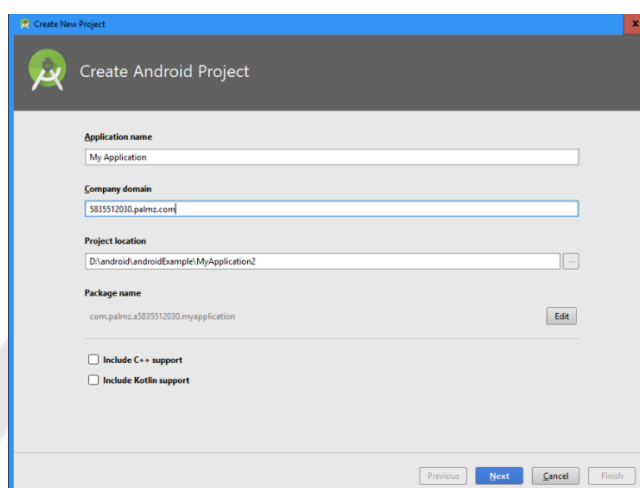 Create New Project
x
Create Android Project
Application name
My Application
Company domain
5835512030.palmz.com
Project location
D:\android\androidExample\MyApplication2
...
Package name
com.palmz.a5835512030.myapplication
Edit
Include C++ support
Include Kotlin support
Previous Next Cancel Finish